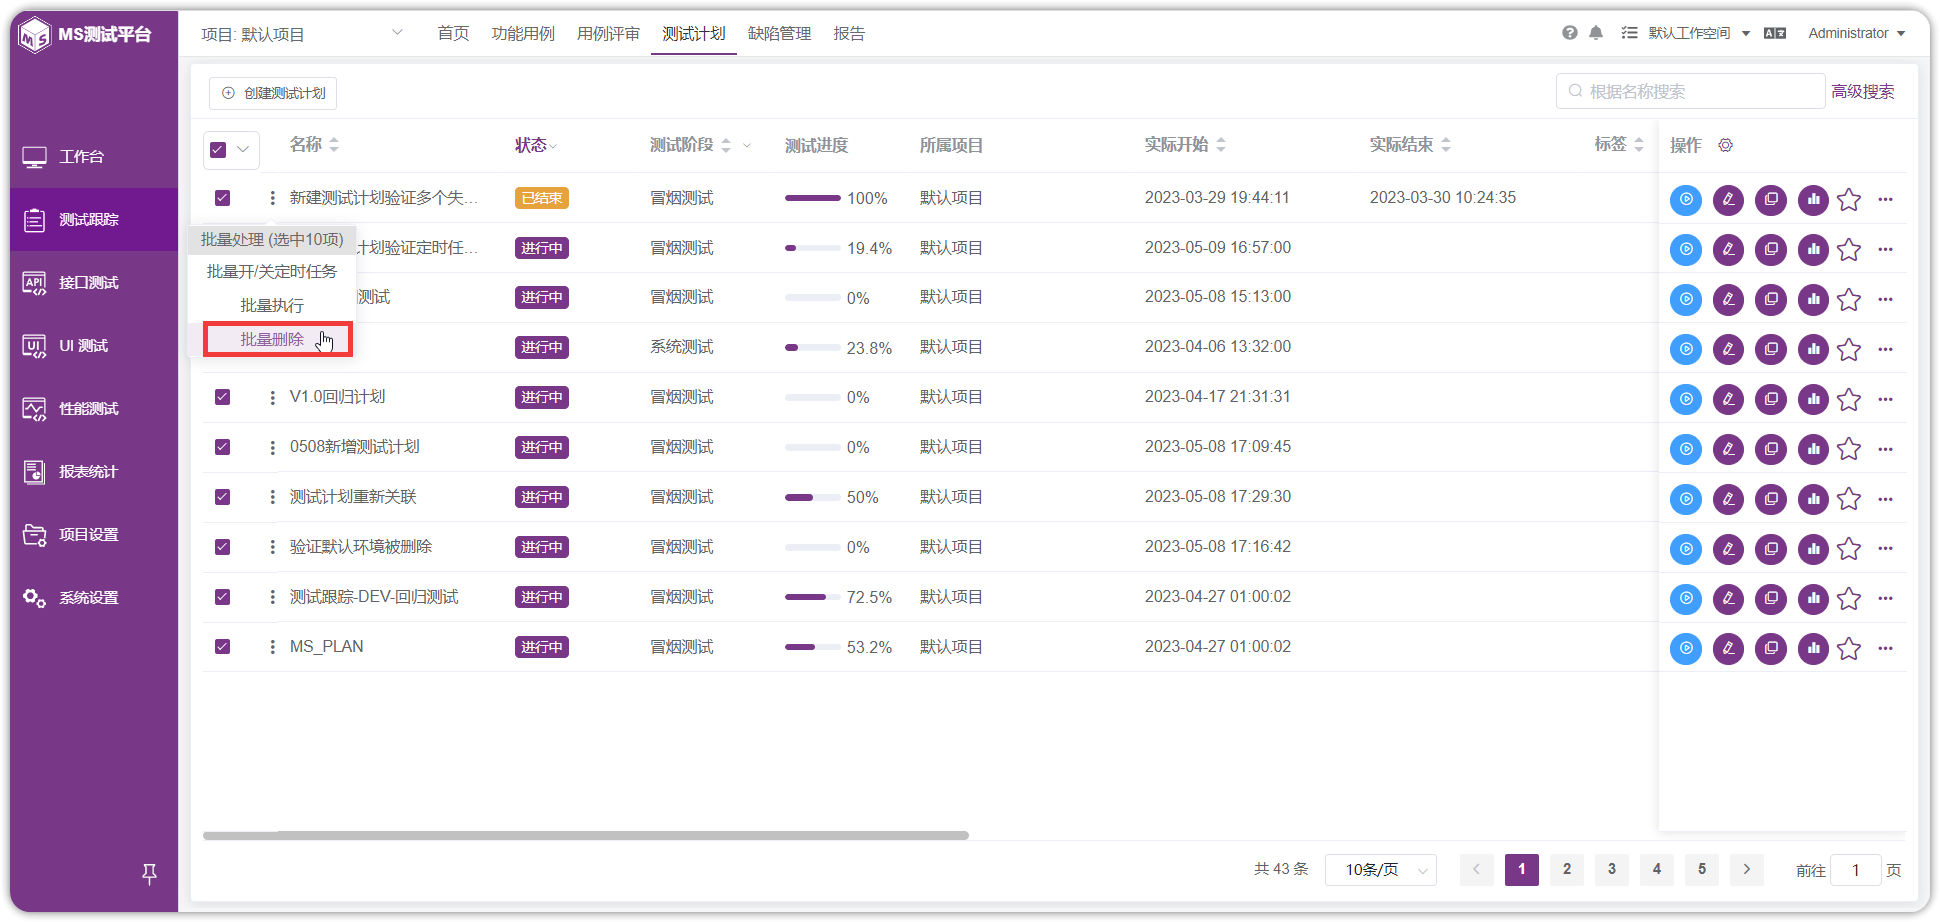 MS测试平台
项目: 默认项目
首页 功能用例 用例评审 测试计划 缺陷管理 报告
默认工作空间
Administrator
工作台
测试跟踪
接口测试
UI 测试
性能测试
报表统计
项目设置
系统设置
创建测试计划
根据名称搜索
高级搜索
名称 状态 测试阶段 测试进度 所属项目 实际开始 实际结束 标签 操作
新建测试计划验证多个失... 已结束 冒烟测试 100% 默认项目 2023-03-29 19:44:11 2023-03-30 10:24:35
计划验证定时任... 进行中 冒烟测试 19.4% 默认项目 2023-05-09 16:57:00
测试 进行中 冒烟测试 0% 默认项目 2023-05-08 15:13:00
进行中 系统测试 23.8% 默认项目 2023-04-06 13:32:00
V1.0回归计划 进行中 冒烟测试 0% 默认项目 2023-04-17 21:31:31
0508新增测试计划 进行中 冒烟测试 0% 默认项目 2023-05-08 17:09:45
测试计划重新关联 进行中 冒烟测试 50% 默认项目 2023-05-08 17:29:30
验证默认环境被删除 进行中 冒烟测试 0% 默认项目 2023-05-08 17:16:42
测试跟踪-DEV-回归测试 进行中 冒烟测试 72.5% 默认项目 2023-04-27 01:00:02
MS_PLAN 进行中 冒烟测试 53.2% 默认项目 2023-04-27 01:00:02
批量处理 (选中10项)
批量开/关定时任务
批量执行
批量删除
共 43 条 10条/页 1 2 3 4 5 前往 1 页